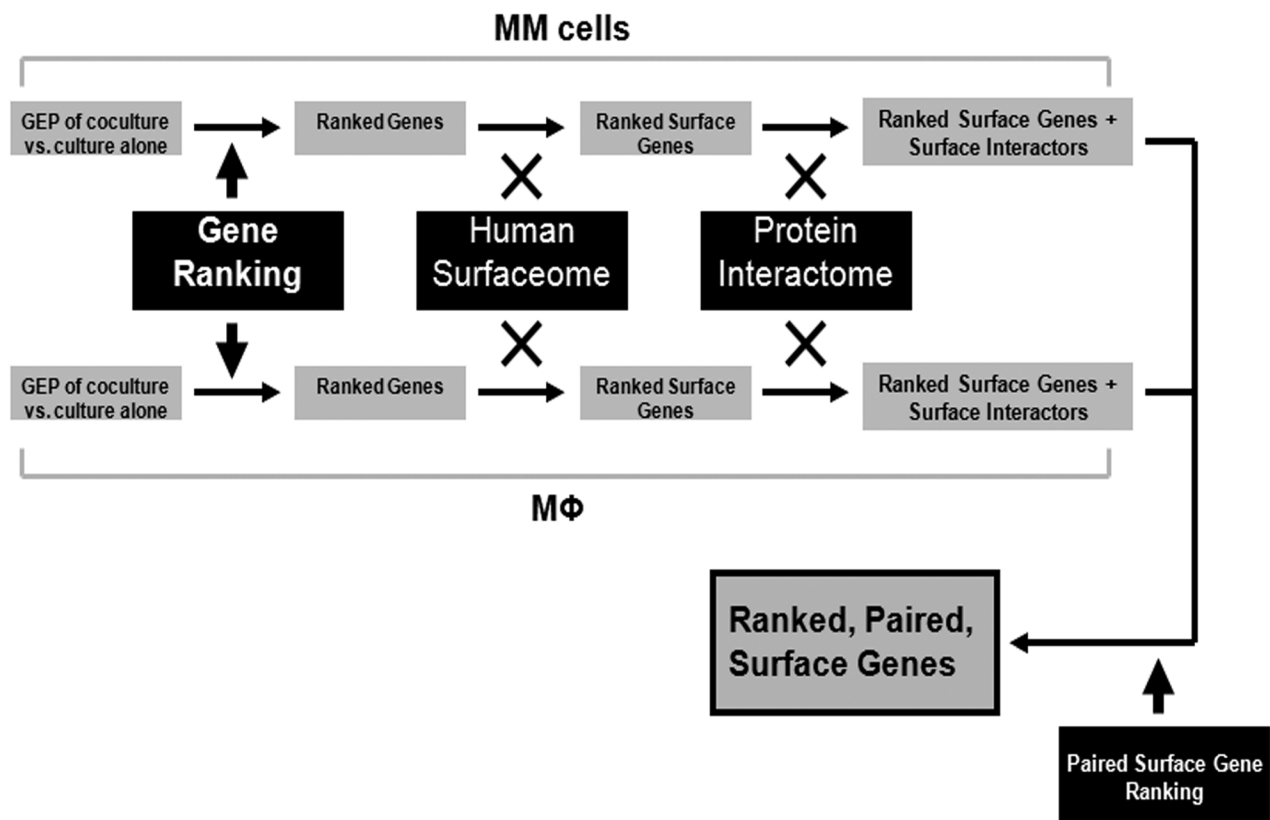 MM cells
GEP of coculture
vs. culture alone
Ranked Genes
Ranked Surface
Genes
Ranked Surface Genes +
Surface Interactors
Gene
Ranking
Human
Surfaceome
Protein
Interactome
GEP of coculture
vs. culture alone
Ranked Genes
Ranked Surface
Genes
Ranked Surface Genes +
Surface Interactors
MΦ
Ranked, Paired,
Surface Genes
Paired Surface Gene
Ranking